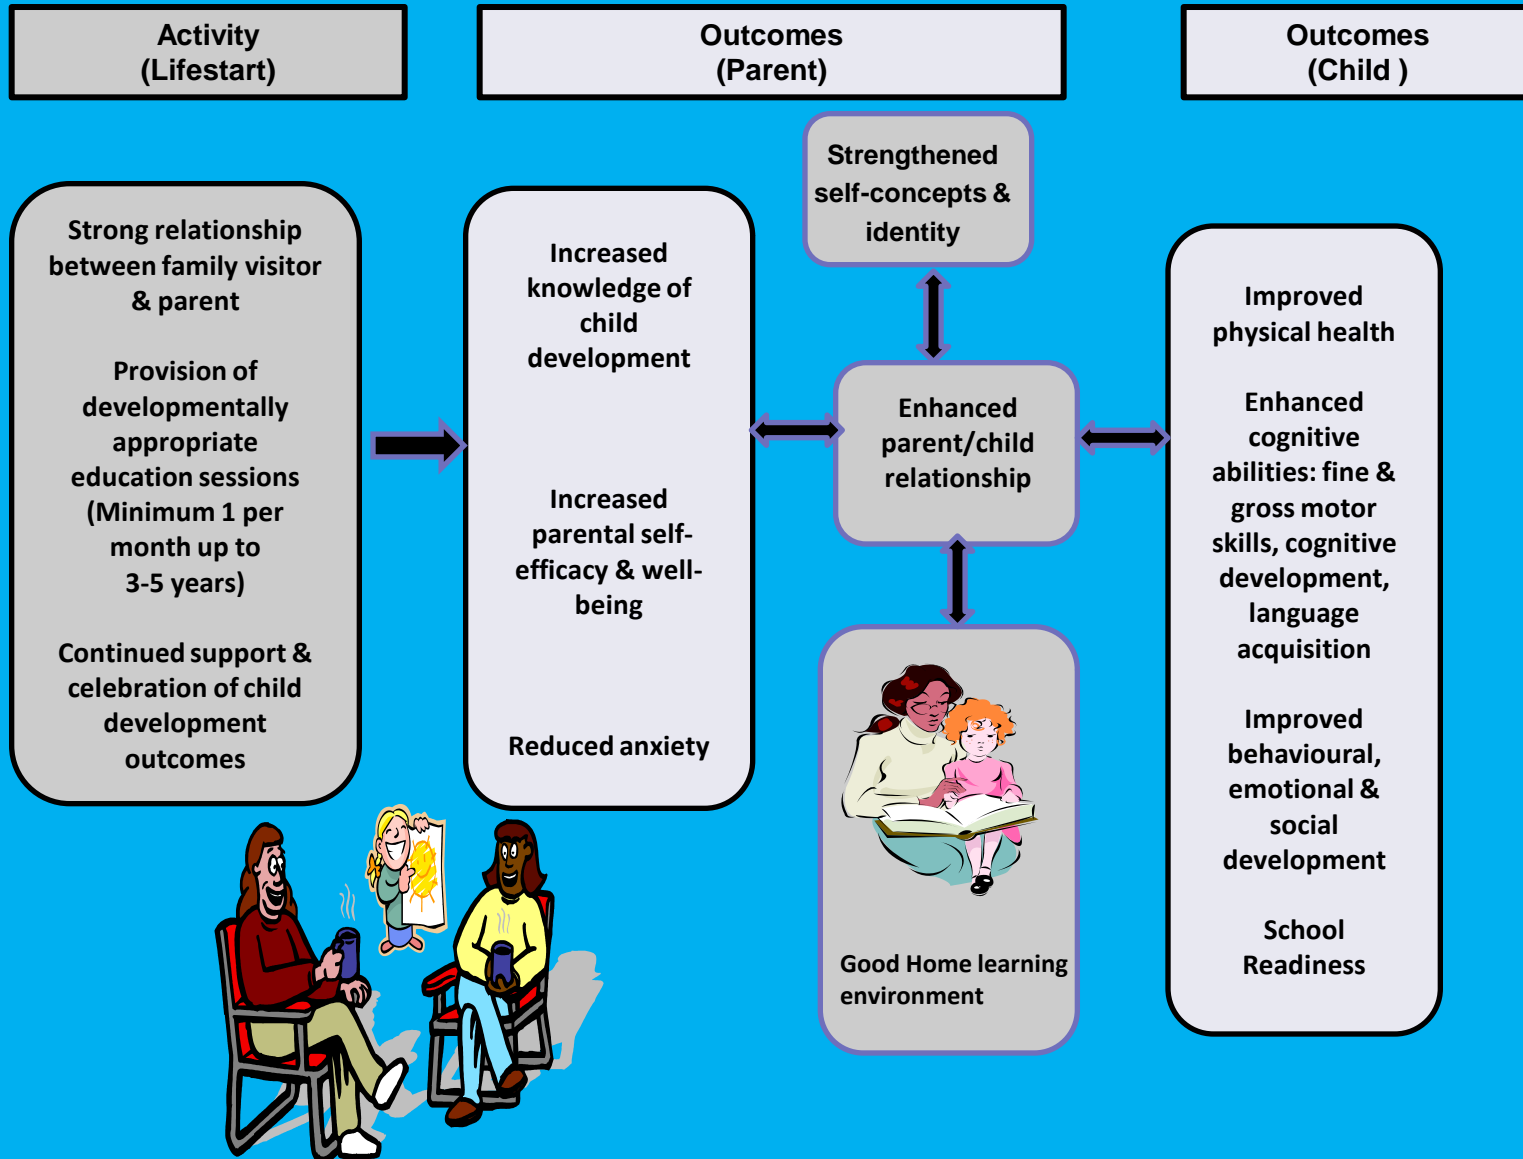 Activity
(Lifestart)
Outcomes
(Parent)
Outcomes
(Child )
Strong relationship
between family visitor
& parent
Provision of
developmentally
appropriate
education sessions
(Minimum 1 per
month up to
3-5 years)
Continued support &
celebration of child
development
outcomes
Increased
knowledge of
child
development
Increased
parental self-
efficacy & well-
being
Reduced anxiety
Strengthened
self-concepts &
identity
Enhanced
parent/child
relationship
Good Home learning
environment
Improved
physical health
Enhanced
cognitive
abilities: fine &
gross motor
skills, cognitive
development,
language
acquisition
Improved
behavioural,
emotional &
social
development
School
Readiness